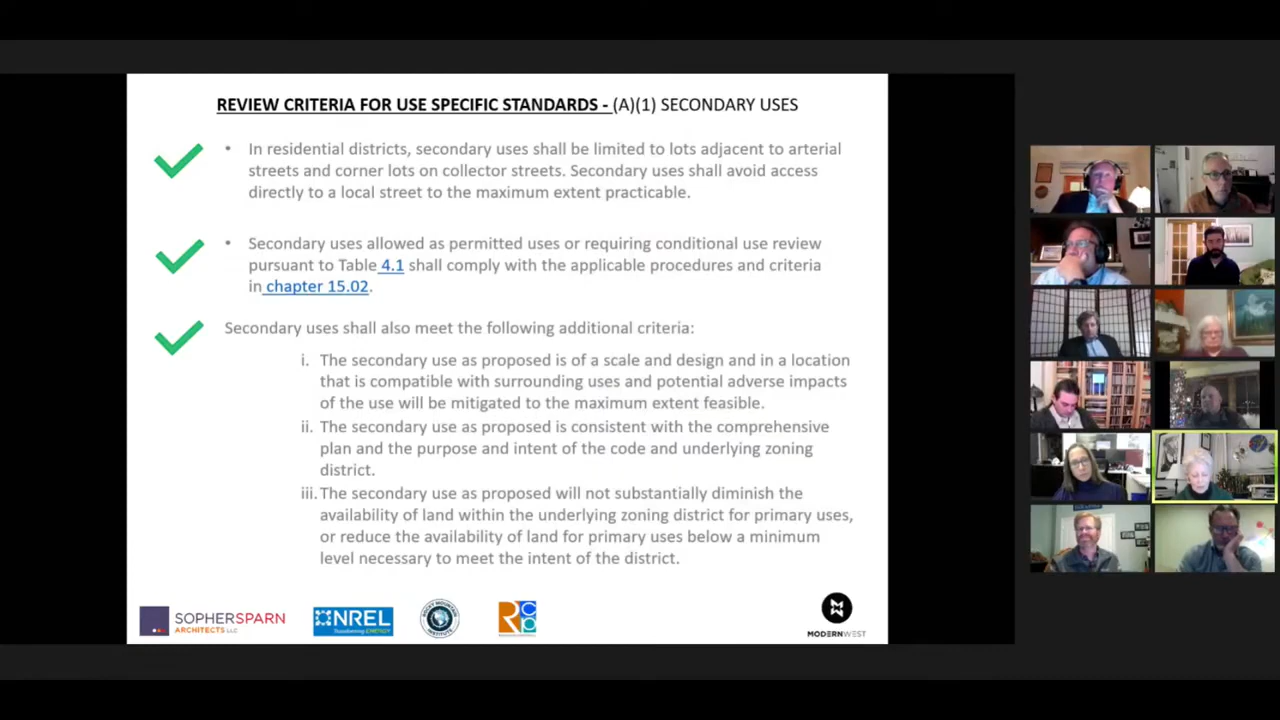 REVIEW CRITERIA FOR USE SPECIFIC STANDARDS - (A)(1) SECONDARY USES
• In residential districts, secondary uses shall be limited to lots adjacent to arterial
streets and corner lots on collector streets. Secondary uses shall avoid access
directly to a local street to the maximum extent practicable.
• Secondary uses allowed as permitted uses or requiring conditional use review
pursuant to Table 4.1 shall comply with the applicable procedures and criteria
in chapter 15.02.
Secondary uses shall also meet the following additional criteria:
i. The secondary use as proposed is of a scale and design and in a location
that is compatible with surrounding uses and potential adverse impacts
of the use will be mitigated to the maximum extent feasible.
ii. The secondary use as proposed is consistent with the comprehensive
plan and the purpose and intent of the code and underlying zoning
district.
iii. The secondary use as proposed will not substantially diminish the
availability of land within the underlying zoning district for primary uses,
or reduce the availability of land for primary uses below a minimum
level necessary to meet the intent of the district.
SOPHERSPARN
ARCHITECTS LLC
NREL
Transforming ENERGY
ROCKY MOUNTAIN
INSTITUTE
RCP
MODERNWEST